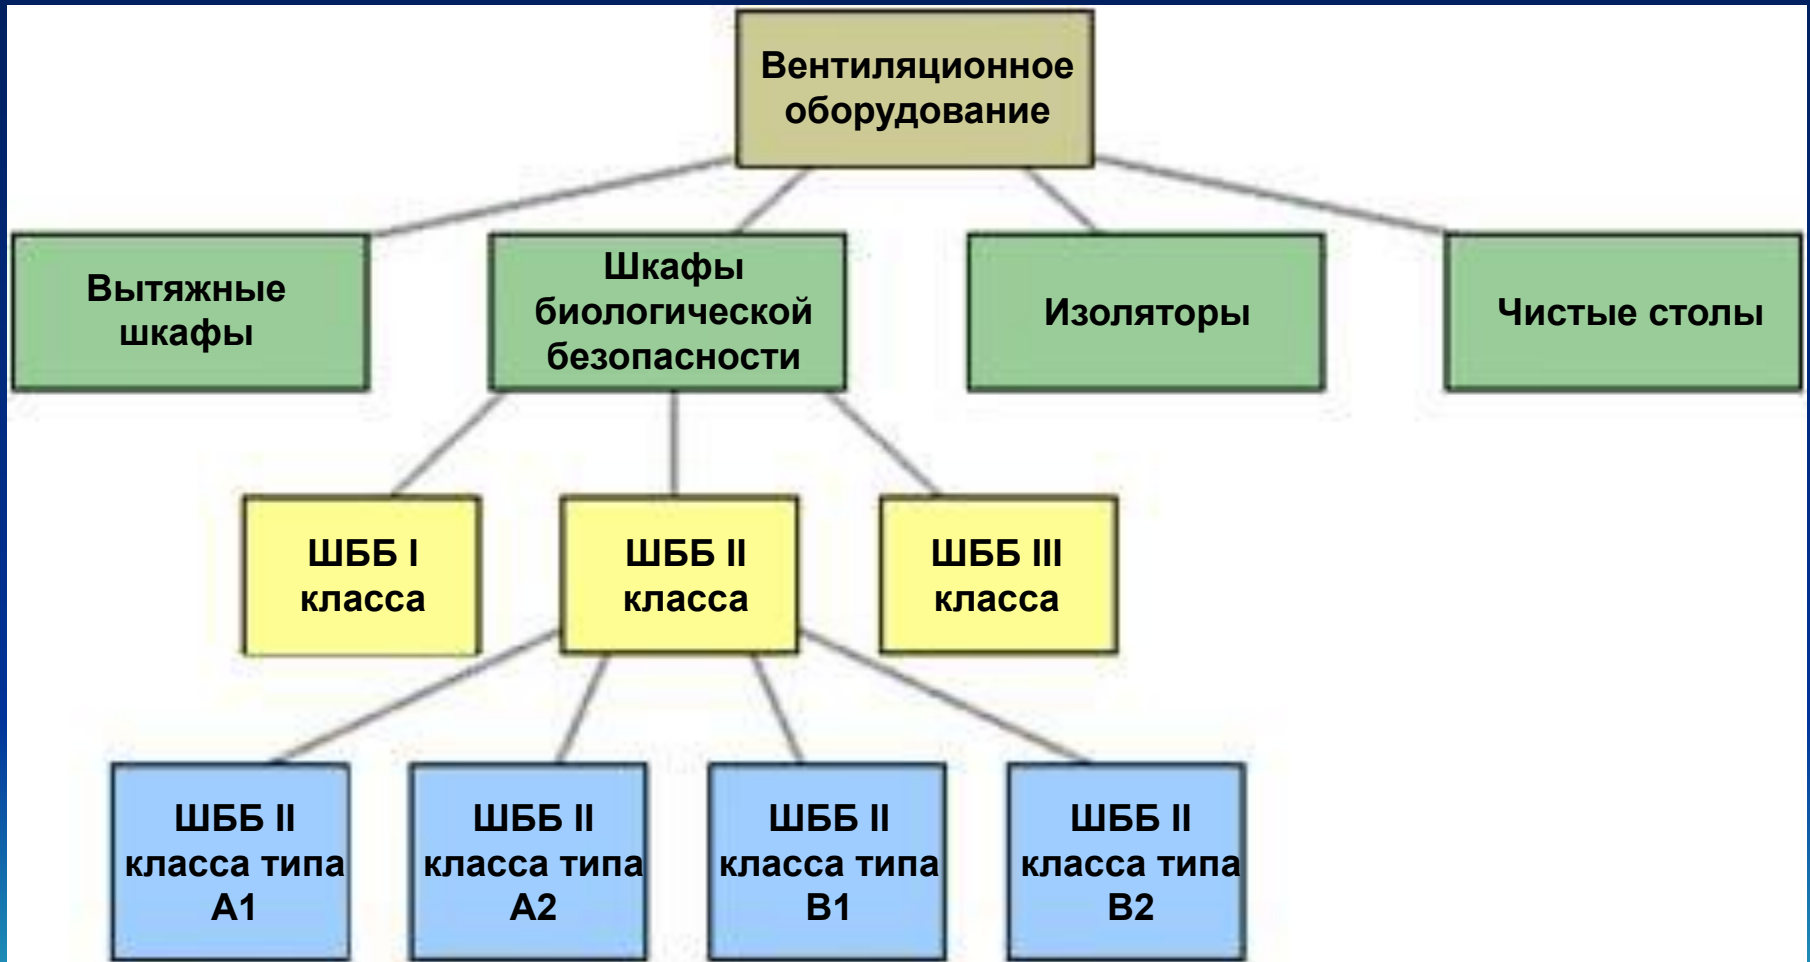 Вентиляционное
оборудование
Вытяжные
шкафы
Шкафы
биологической
безопасности
Изоляторы
Чистые столы
ШББ I
класса
ШББ II
класса
ШББ III
класса
ШББ II
класса типа
А1
ШББ II
класса типа
А2
ШББ II
класса типа
В1
ШББ II
класса типа
В2